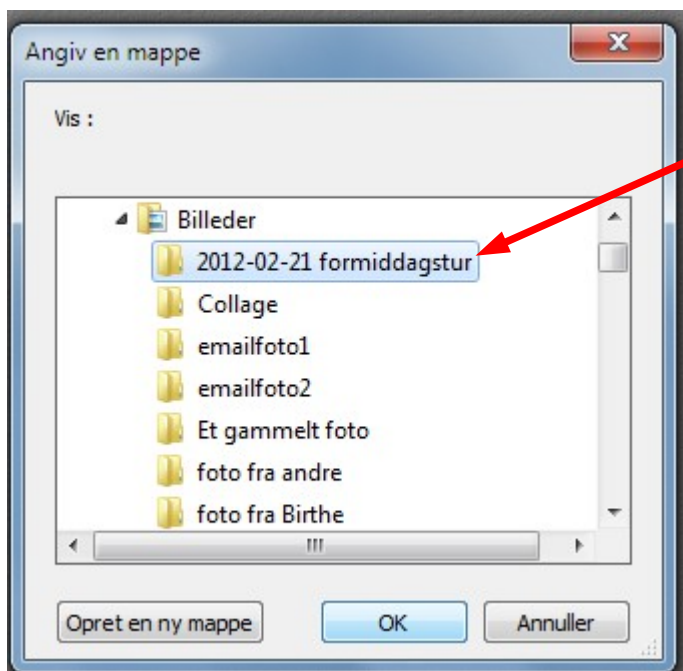 Angiv en mappe
Vis :
Billeder
2012-02-21 formiddagstur
Collage
emailfoto1
emailfoto2
Et gammelt foto
foto fra andre
foto fra Birthe
Opret en ny mappe OK Annuller